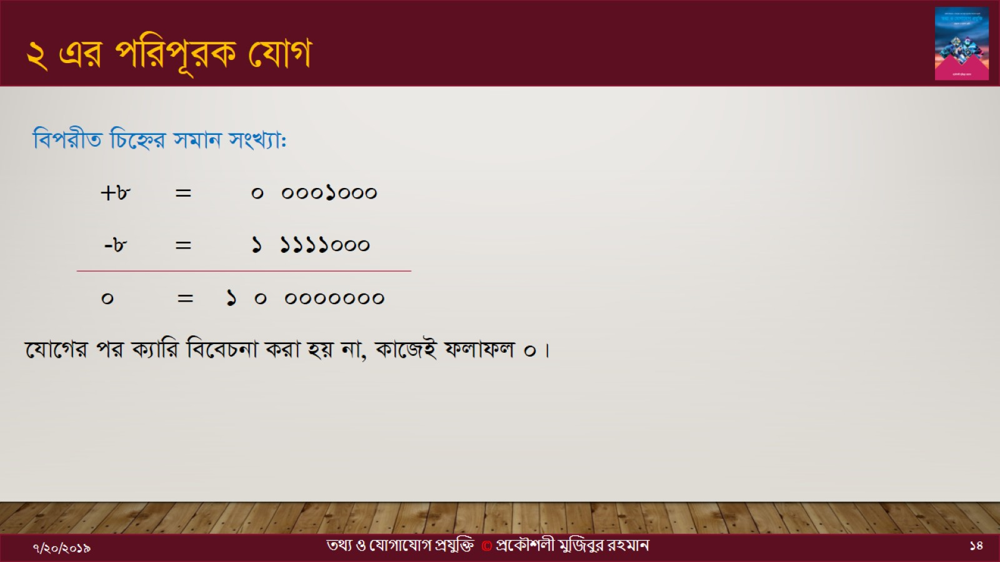 ২ এর পরিপূরক যোগ
বিপরীত চিহ্নের সমান সংখ্যা:
+৮ = ০ ০০০১০০০
-৮ = ১ ১১১১০০০
০ = ১ ০ ০০০০০০০
যোগের পর ক্যারি বিবেচনা করা হয় না, কাজেই ফলাফল ০।
৭/২০/২০১৯
তথ্য ও যোগাযোগ প্রযুক্তি © প্রকৌশলী মুজিবুর রহমান
১৪